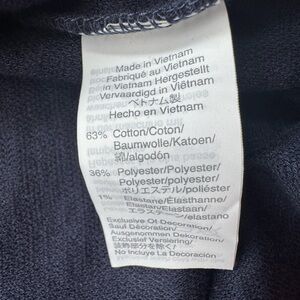 Made in Vietnam
Fabriqué au Vietnam
in Vietnam Hergestellt
Vervaardigd in Vietnam
ベトナム製
Hecho en Vietnam
63% Cotton/Coton/
Baumwolle/Katoen/
綿/algodón
36% Polyester/Polyester/
Polyester/polyester/
ポリエステル/poliéster
1% Elastane/Élasthanne/
Elastan/Elastaan/
エラスターン/elastano
Exclusive Of Decoration/
Sauf Décoration/
Ausgenommen Dekoration/
Exclusief Versiering/
装飾部分を除く/
No Incluye La Decoración